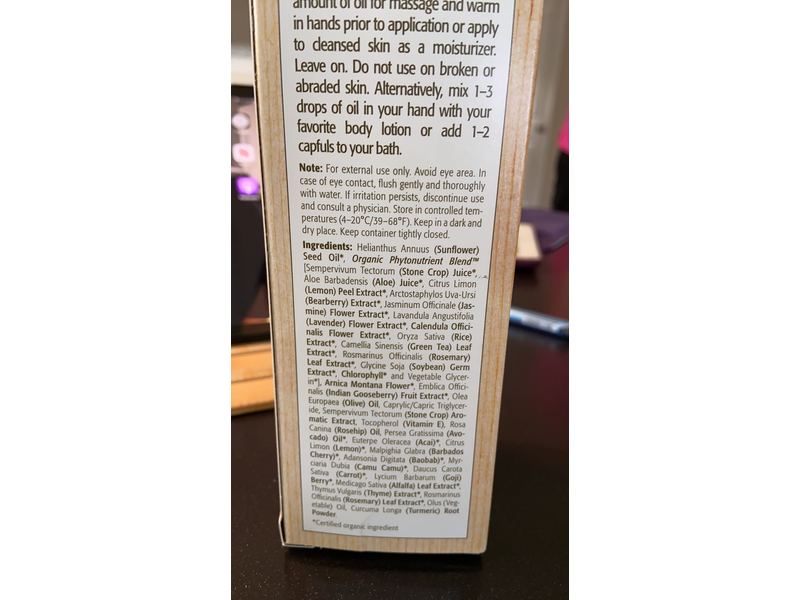 amount of oil for massage and warm
in hands prior to application or apply
to cleansed skin as a moisturizer.
Leave on. Do not use on broken or
abraded skin. Alternatively, mix 1–3
drops of oil in your hand with your
favorite body lotion or add 1–2
capfuls to your bath.
Note: For external use only. Avoid eye area. In
case of eye contact, flush gently and thoroughly
with water. If irritation persists, discontinue use
and consult a physician. Store in controlled tem-
peratures (4–20°C/39–68°F). Keep in a dark and
dry place. Keep container tightly closed.
Ingredients: Helianthus Annuus (Sunflower)
Seed Oil*, Organic Phytonutrient Blend™
[Sempervivum Tectorum (Stone Crop) Juice*,
Aloe Barbadensis (Aloe) Juice*, Citrus Limon
(Lemon) Peel Extract*, Arctostaphylos Uva-Ursi
(Bearberry) Extract*, Jasminum Officinale (Jas-
mine) Flower Extract*, Lavandula Angustifolia
(Lavender) Flower Extract*, Calendula Offici-
nalis Flower Extract*, Oryza Sativa (Rice)
Extract*, Camellia Sinensis (Green Tea) Leaf
Extract*, Rosmarinus Officinalis (Rosemary)
Leaf Extract*, Glycine Soja (Soybean) Germ
Extract*, Chlorophyll* and Vegetable Glycer-
in*], Arnica Montana Flower*, Emblica Offici-
nalis (Indian Gooseberry) Fruit Extract*, Olea
Europaea (Olive) Oil, Caprylic/Capric Triglycer-
ide, Sempervivum Tectorum (Stone Crop) Aro-
matic Extract, Tocopherol (Vitamin E), Rosa
Canina (Rosehip) Oil, Persea Gratissima (Avo-
cado) Oil*, Euterpe Oleracea (Acai)*, Citrus
Limon (Lemon)*, Malpighia Glabra (Barbados
Cherry)*, Adansonia Digitata (Baobab)*, Myr-
ciaria Dubia (Camu Camu)*, Daucus Carota
Sativa (Carrot)*, Lycium Barbarum (Goji)
Berry*, Medicago Sativa (Alfalfa) Leaf Extract*,
Thymus Vulgaris (Thyme) Extract*, Rosmarinus
Officinalis (Rosemary) Leaf Extract*, Olus (Veg-
etable) Oil, Curcuma Longa (Turmeric) Root
Powder.
*Certified organic ingredient